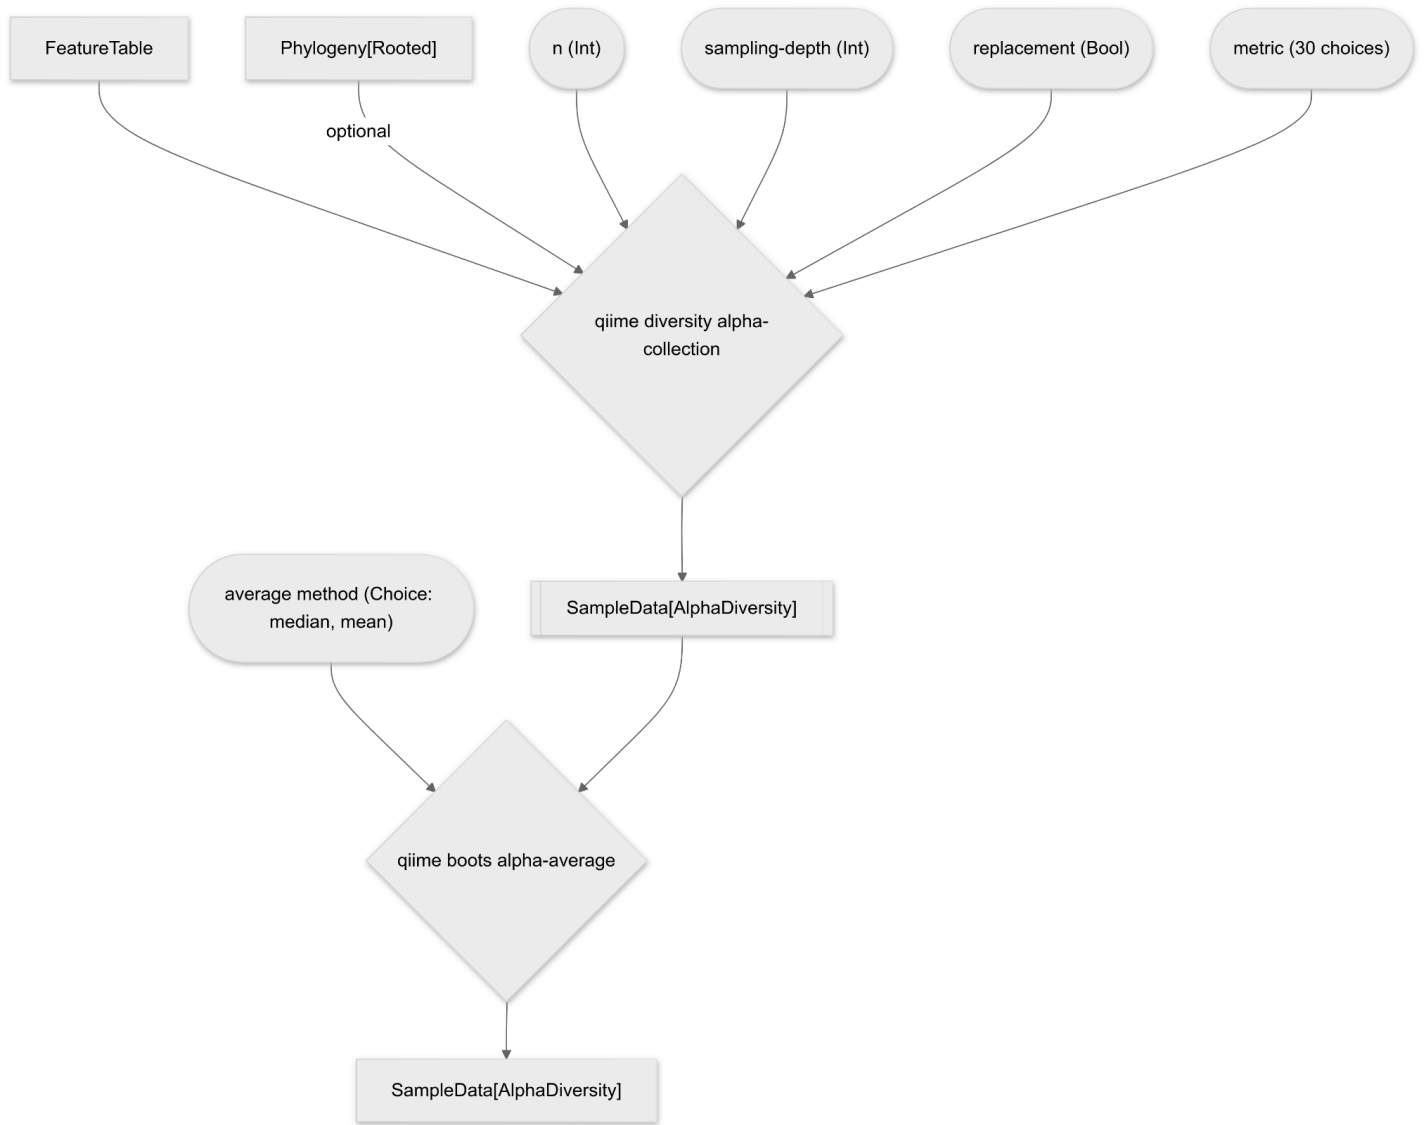 FeatureTable
Phylogeny[Rooted]
n (Int)
sampling-depth (Int)
replacement (Bool)
metric (30 choices)
optional
qiime diversity alpha-
collection
average method (Choice:
median, mean)
SampleData[AlphaDiversity]
qiime boots alpha-average
SampleData[AlphaDiversity]